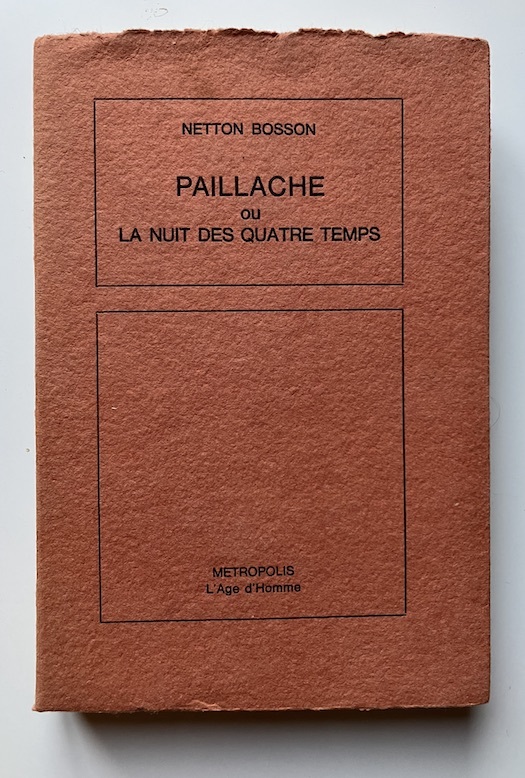 NETTON BOSSON
PAILLACHE
ou
LA NUIT DES QUATRE TEMPS
METROPOLIS
L'Age d'Homme